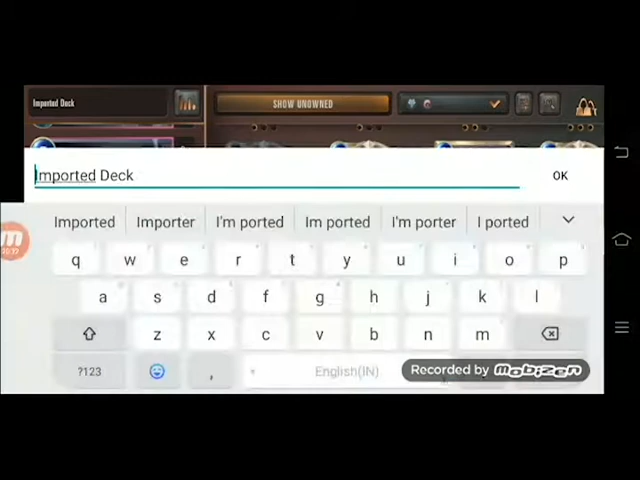 Imported Deck
SHOW UNOWNED
Imported Deck
OK
Imported
Importer
I'm ported
Im ported
I'm porter
I ported
q w e r t y u i o p
a s d f g h j k l
z x c v b n m
?123
,
English(IN)
Recorded by mobizen